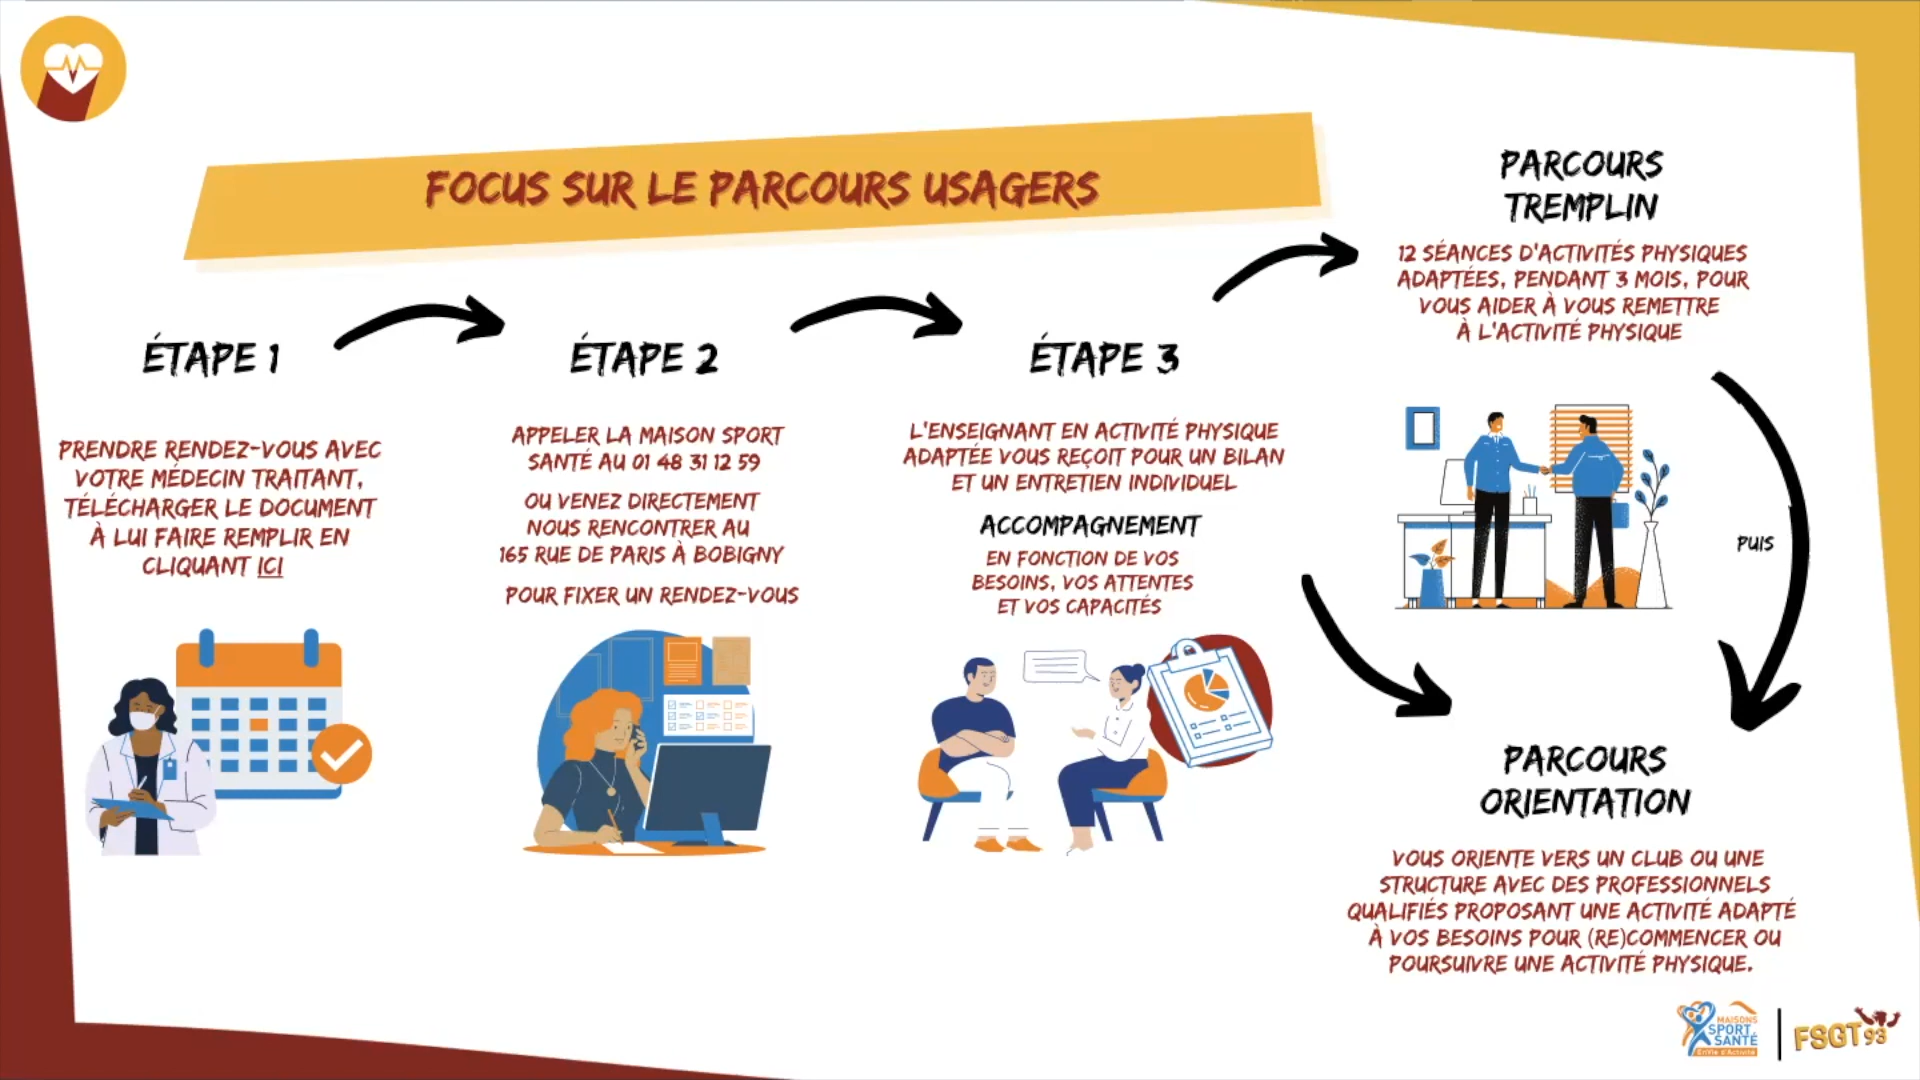 FOCUS SUR LE PARCOURS USAGERS
ÉTAPE 1
PRENDRE RENDEZ-VOUS AVEC
VOTRE MÉDECIN TRAITANT,
TÉLÉCHARGER LE DOCUMENT
À LUI FAIRE REMPLIR EN
CLIQUANT ICI
ÉTAPE 2
APPELER LA MAISON SPORT
SANTÉ AU 01 48 31 12 59
OU VENEZ DIRECTEMENT
NOUS RENCONTRER AU
165 RUE DE PARIS À BOBIGNY
POUR FIXER UN RENDEZ-VOUS
ÉTAPE 3
L'ENSEIGNANT EN ACTIVITÉ PHYSIQUE
ADAPTÉE VOUS REÇOIT POUR UN BILAN
ET UN ENTRETIEN INDIVIDUEL
ACCOMPAGNEMENT
EN FONCTION DE VOS
BESOINS, VOS ATTENTES
ET VOS CAPACITÉS
PARCOURS
TREMPLIN
12 SÉANCES D'ACTIVITÉS PHYSIQUES
ADAPTÉES, PENDANT 3 MOIS, POUR
VOUS AIDER À VOUS REMETTRE
À L'ACTIVITÉ PHYSIQUE
PUIS
PARCOURS
ORIENTATION
VOUS ORIENTE VERS UN CLUB OU UNE
STRUCTURE AVEC DES PROFESSIONNELS
QUALIFIÉS PROPOSANT UNE ACTIVITÉ ADAPTÉ
À VOS BESOINS POUR (RE)COMMENCER OU
POURSUIVRE UNE ACTIVITÉ PHYSIQUE.
MAISONS
SPORT
SANTÉ
EnVie d'Activité
FSGT93